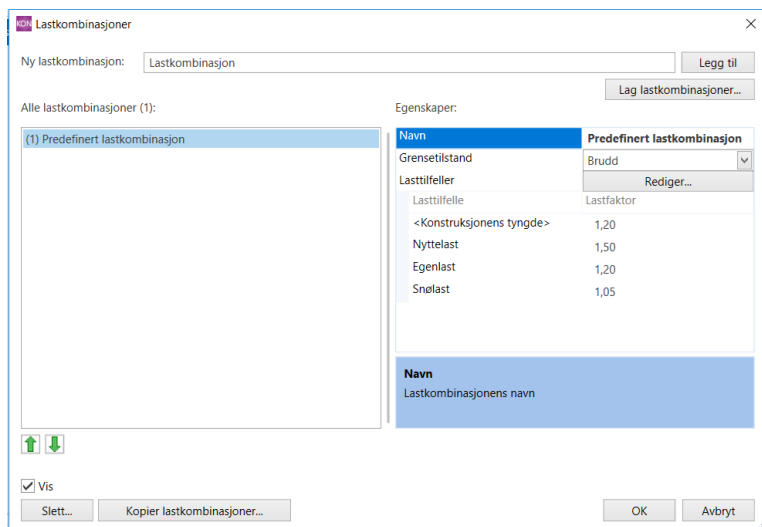 KON Lastkombinasjoner
Ny lastkombinasjon: Lastkombinasjon Legg til
Lag lastkombinasjoner...
Alle lastkombinasjoner (1): Egenskaper:
(1) Predefinert lastkombinasjon
Navn Predefinert lastkombinasjon
Grensetilstand Brudd
Lasttilfeller Rediger...
Lasttilfelle Lastfaktor
<Konstruksjonens tyngde> 1,20
Nyttelast 1,50
Egenlast 1,20
Snølast 1,05
Navn
Lastkombinasjonens navn
Vis
Slett... Kopier lastkombinasjoner... OK Avbryt